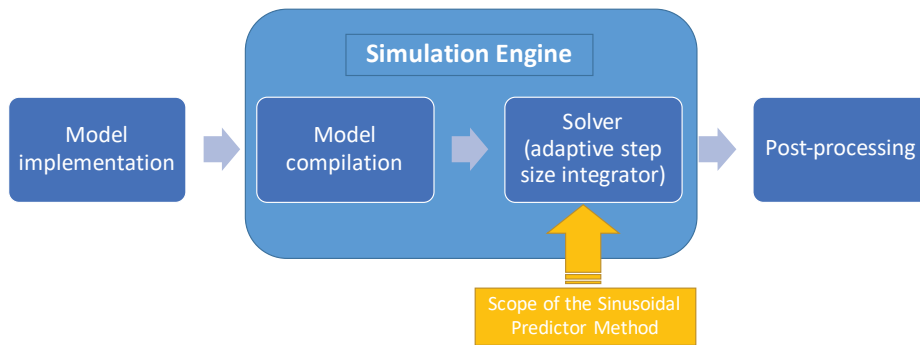 Simulation Engine
Model
implementation
Model
compilation
Solver
(adaptive step
size integrator)
Post-processing
Scope of the Sinusoidal
Predictor Method